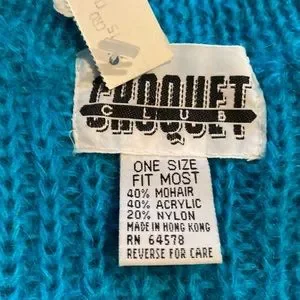 CROQUET
CLUB
ONE SIZE
FIT MOST
40% MOHAIR
40% ACRYLIC
20% NYLON
MADE IN HONG KONG
RN 64578
REVERSE FOR CARE